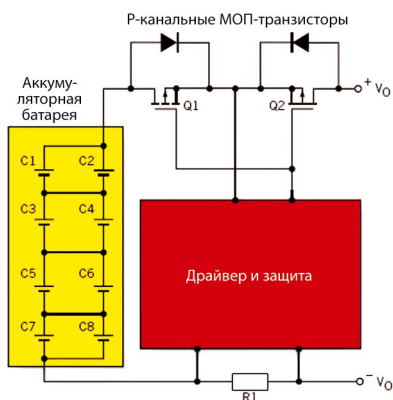 Р-канальные МОП-транзисторы
Аккуму-
ляторная
батарея
Q1
Q2
+ VO
C1 C2
C3 C4
C5 C6
C7 C8
Драйвер и защита
R1
− VO